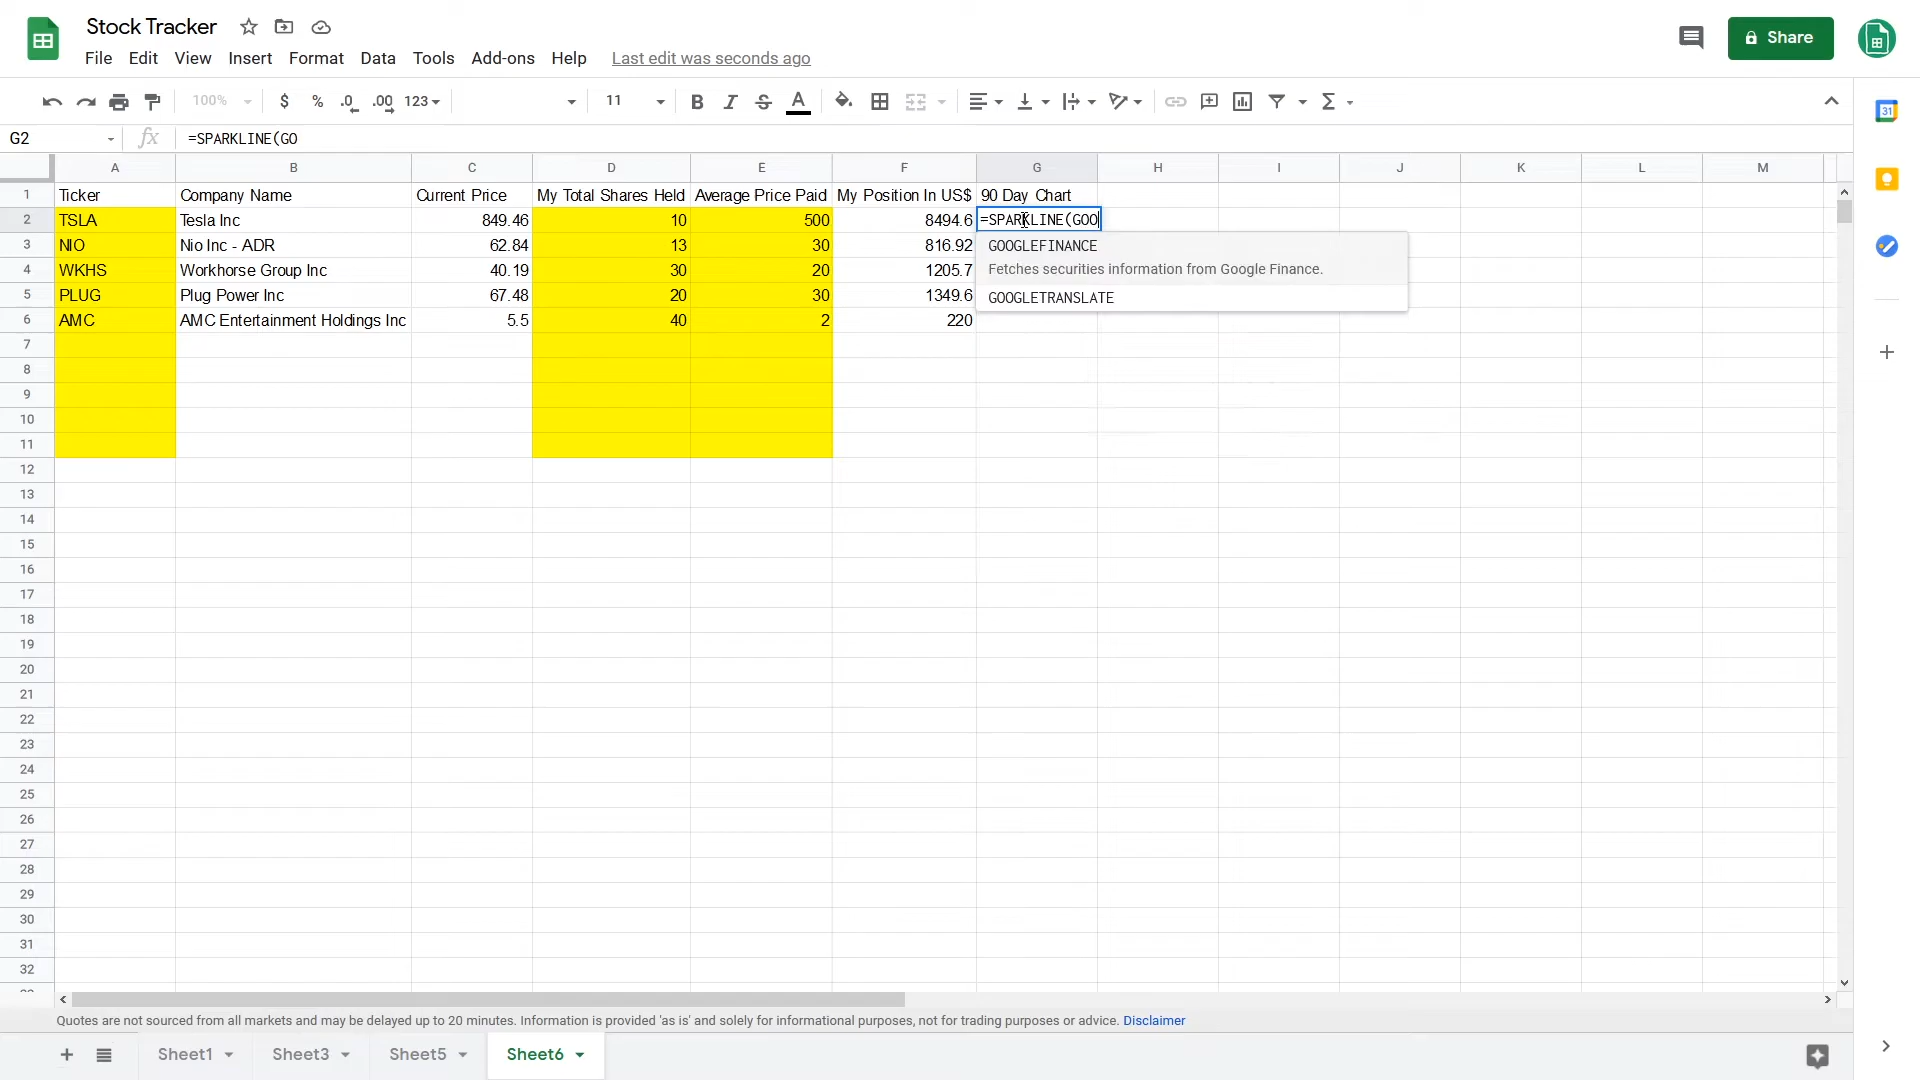 Stock Tracker
File Edit View Insert Format Data Tools Add-ons Help Last edit was seconds ago
Share
100% $ % .0 .00 123 11 B I S A Σ
31
G2 fx =SPARKLINE(GO
A B C D E F G H I J K L M
1 Ticker Company Name Current Price My Total Shares Held Average Price Paid My Position In US$ 90 Day Chart
2 TSLA Tesla Inc 849.46 10 500 8494.6 =SPARKLINE(GOO
3 NIO Nio Inc - ADR 62.84 13 30 816.92 GOOGLEFINANCE
4 WKHS Workhorse Group Inc 40.19 30 20 1205.7 Fetches securities information from Google Finance.
5 PLUG Plug Power Inc 67.48 20 30 1349.6 GOOGLETRANSLATE
6 AMC AMC Entertainment Holdings Inc 5.5 40 2 220
7
8
9
10
11
12
13
14
15
16
17
18
19
20
21
22
23
24
25
26
27
28
29
30
31
32
Quotes are not sourced from all markets and may be delayed up to 20 minutes. Information is provided 'as is' and solely for informational purposes, not for trading purposes or advice. Disclaimer
Sheet1 Sheet3 Sheet5 Sheet6